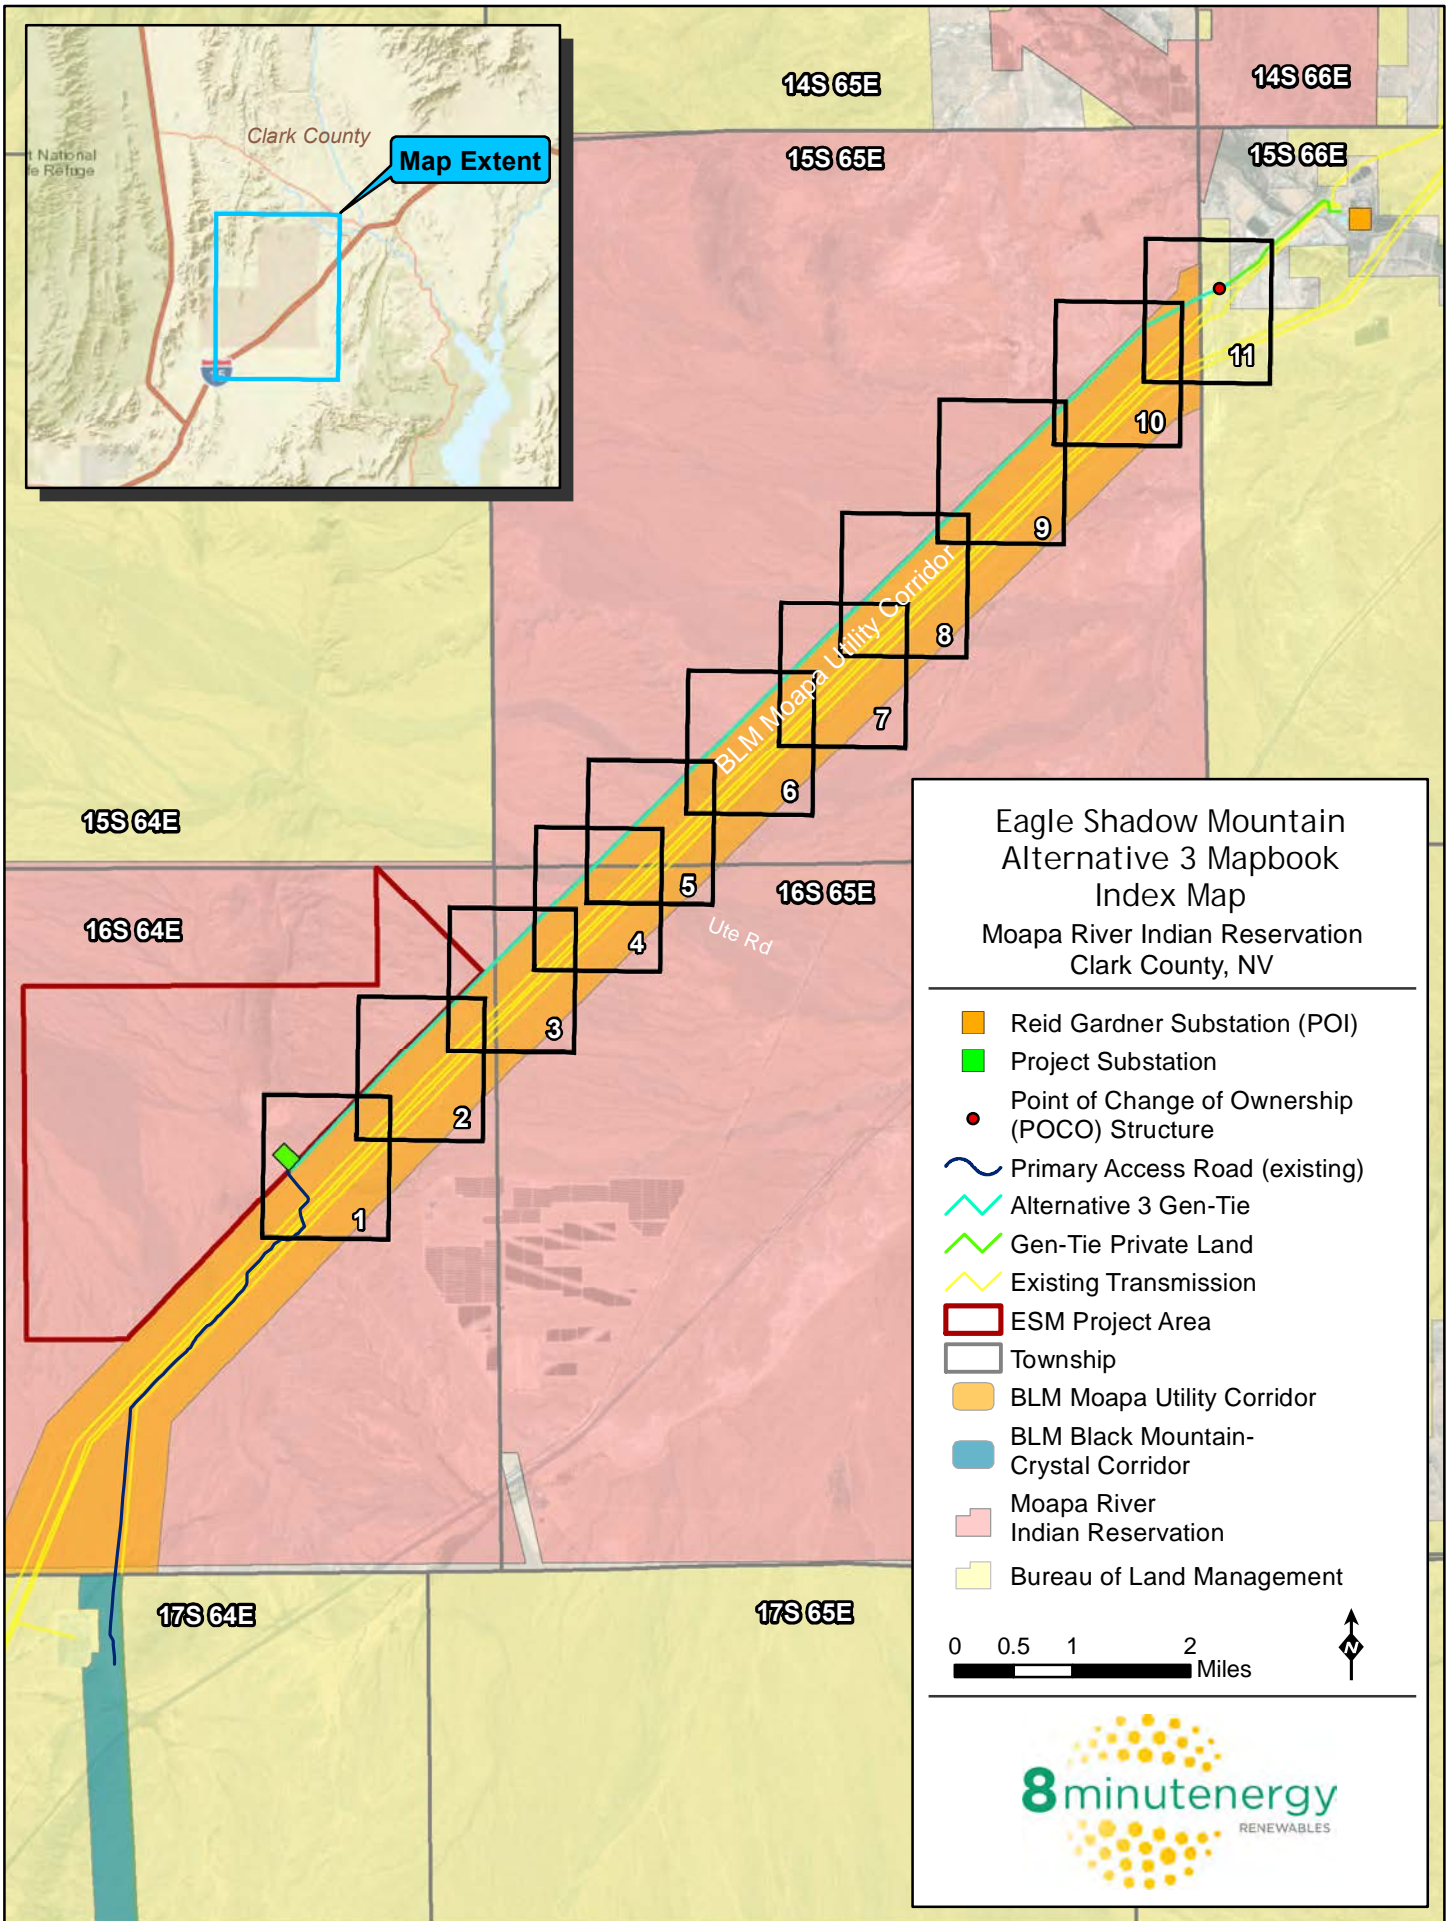 Clark County
t National
e Refuge
Map Extent
14S 65E
14S 66E
15S 65E
15S 66E
11
10
9
8
BLM Moapa Utility Corridor
7
6
15S 64E
5
16S 65E
16S 64E
4
Ute Rd
3
2
1
17S 64E
17S 65E
Eagle Shadow Mountain
Alternative 3 Mapbook
Index Map
Moapa River Indian Reservation
Clark County, NV
Reid Gardner Substation (POI)
Project Substation
Point of Change of Ownership
(POCO) Structure
Primary Access Road (existing)
Alternative 3 Gen-Tie
Gen-Tie Private Land
Existing Transmission
ESM Project Area
Township
BLM Moapa Utility Corridor
BLM Black Mountain-
Crystal Corridor
Moapa River
Indian Reservation
Bureau of Land Management
0 0.5 1 2
Miles
N
8minutenergy
RENEWABLES